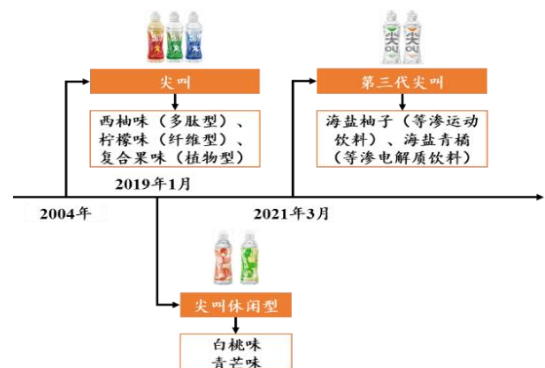 尖叫
西柚味（多肽型）、
柠檬味（纤维型）、
复合果味（植物型）
第三代尖叫
海盐柚子（等渗运动
饮料）、海盐青橘
（等渗电解质饮料）
2004年
2019年1月
2021年3月
尖叫休闲型
白桃味
青芒味